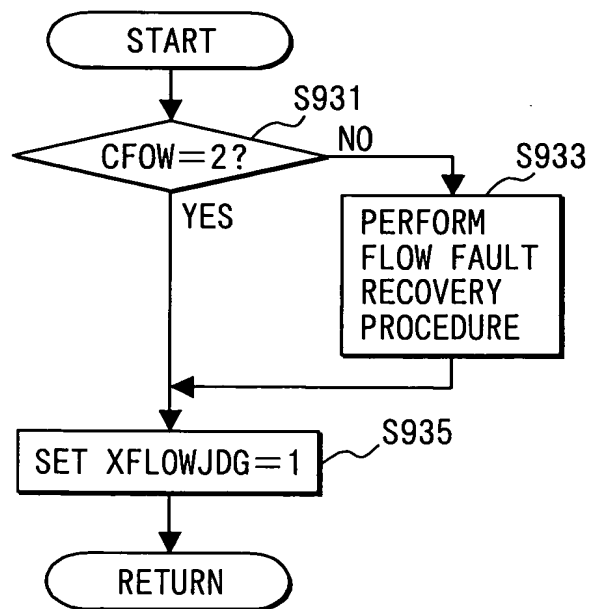 START
S931
CFOW=2?
NO
S933
YES
PERFORM
FLOW FAULT
RECOVERY
PROCEDURE
S935
SET XFLOWJDG=1
RETURN